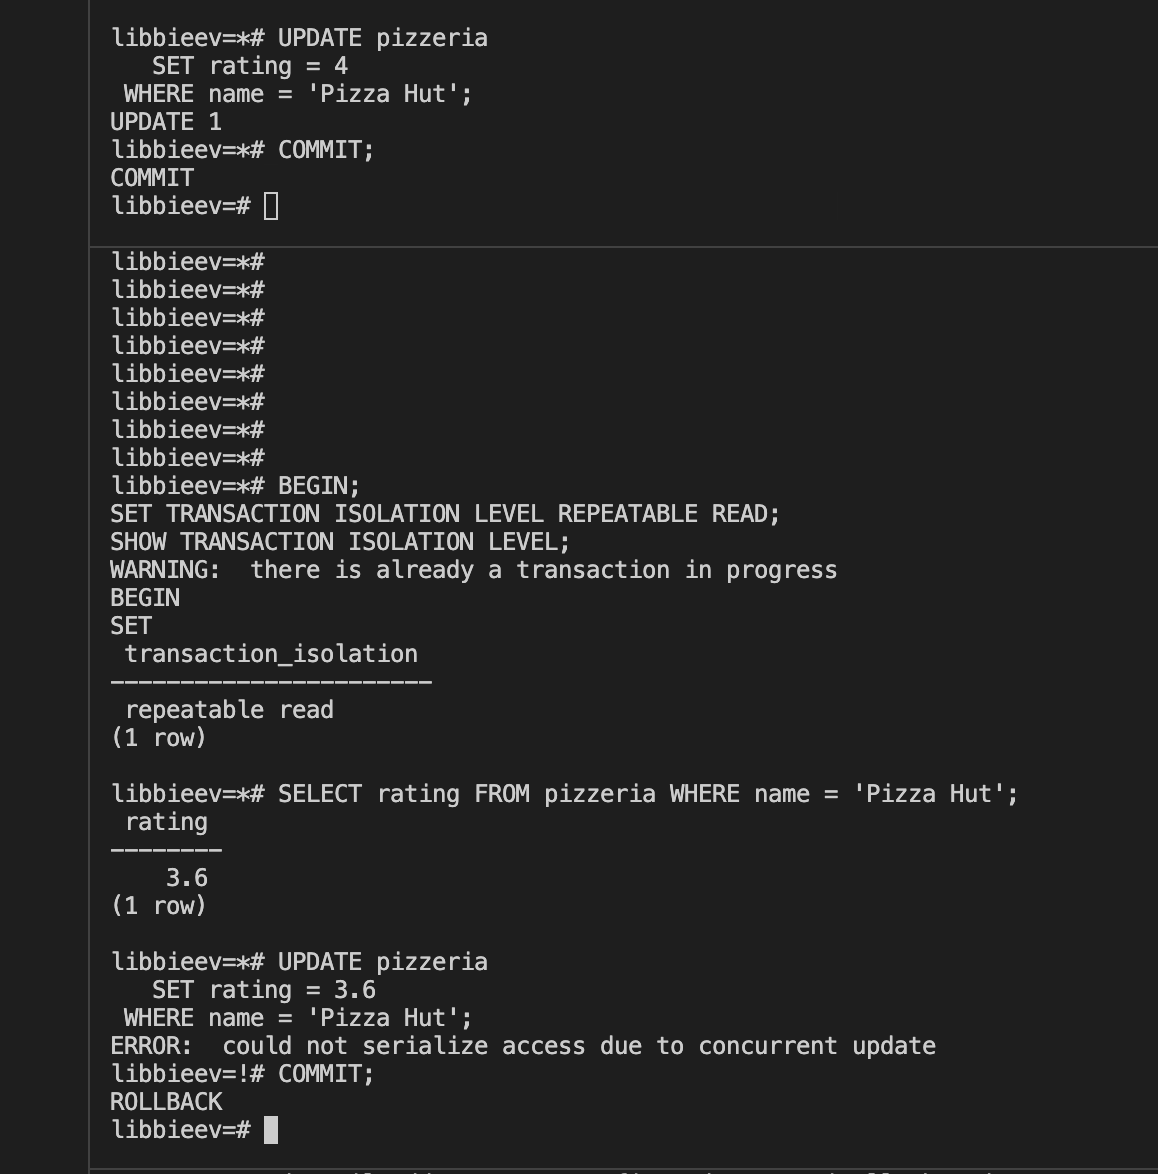 libbieev=*# UPDATE pizzeria
SET rating = 4
WHERE name = 'Pizza Hut';
UPDATE 1
libbieev=*# COMMIT;
COMMIT
libbieev=#
libbieev=*#
libbieev=*#
libbieev=*#
libbieev=*#
libbieev=*#
libbieev=*#
libbieev=*#
libbieev=*#
libbieev=*# BEGIN;
SET TRANSACTION ISOLATION LEVEL REPEATABLE READ;
SHOW TRANSACTION ISOLATION LEVEL;
WARNING:  there is already a transaction in progress
BEGIN
SET
transaction_isolation
-----------------------
repeatable read
(1 row)
libbieev=*# SELECT rating FROM pizzeria WHERE name = 'Pizza Hut';
rating
--------
3.6
(1 row)
libbieev=*# UPDATE pizzeria
SET rating = 3.6
WHERE name = 'Pizza Hut';
ERROR:  could not serialize access due to concurrent update
libbieev=!# COMMIT;
ROLLBACK
libbieev=#